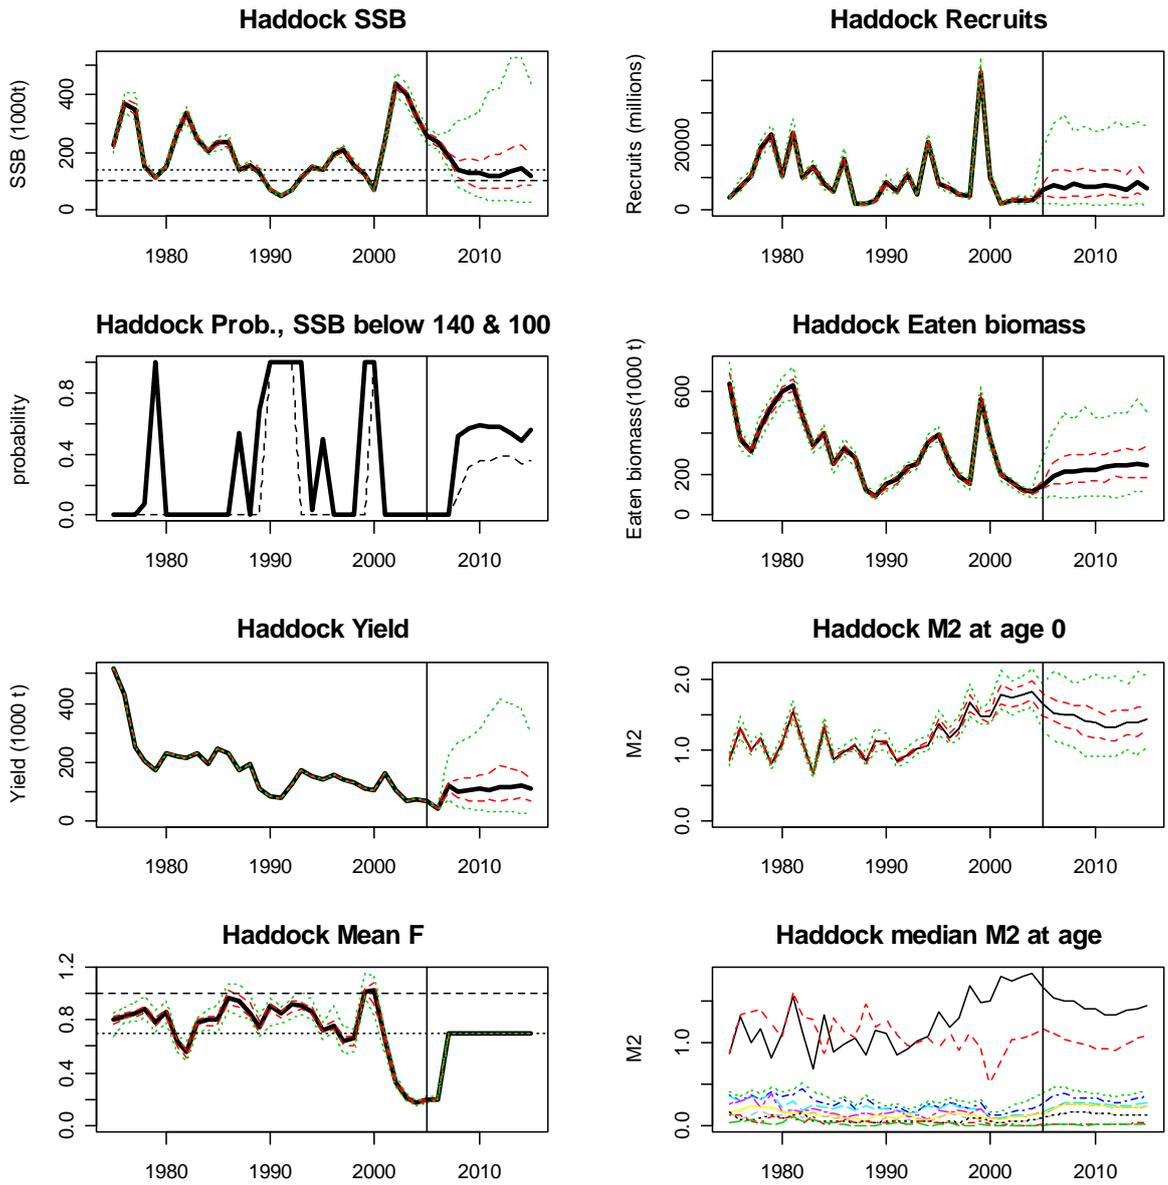 Haddock SSB
SSB (1000t)
0 200 400
1980 1990 2000 2010
Haddock Recruits
Recruits (millions)
0 20000
1980 1990 2000 2010
Haddock Prob., SSB below 140 & 100
probability
0.0 0.4 0.8
1980 1990 2000 2010
Haddock Eaten biomass
Eaten biomass(1000 t)
0 200 600
1980 1990 2000 2010
Haddock Yield
Yield (1000 t)
0 200 400
1980 1990 2000 2010
Haddock M2 at age 0
M2
0.0 1.0 2.0
1980 1990 2000 2010
Haddock Mean F
0.0 0.4 0.8 1.2
1980 1990 2000 2010
Haddock median M2 at age
M2
0.0 1.0
1980 1990 2000 2010